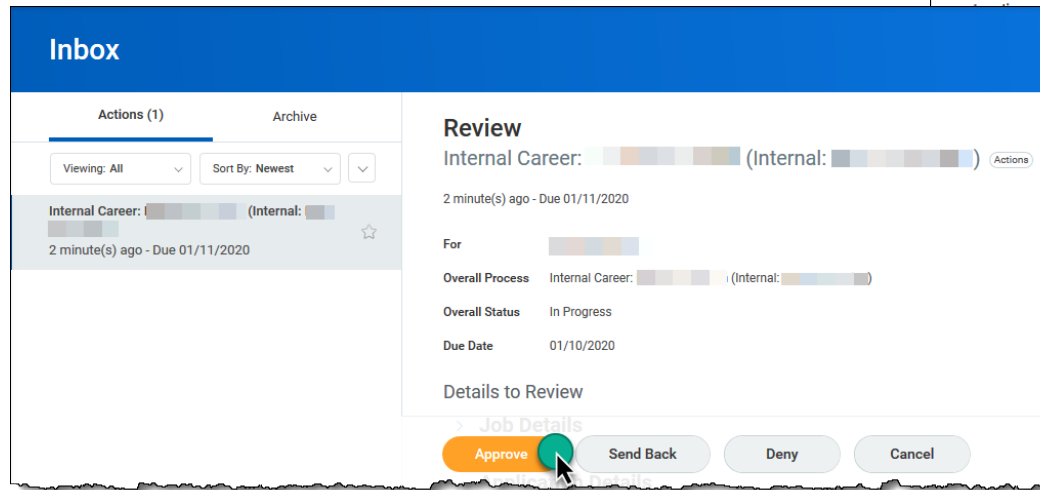 Inbox
Actions (1)
Archive
Viewing: All
Sort By: Newest
Internal Career: (Internal:
2 minute(s) ago - Due 01/11/2020
Review
Internal Career: (Internal: )
Actions
2 minute(s) ago - Due 01/11/2020
For
Overall Process Internal Career: (Internal: )
Overall Status In Progress
Due Date 01/10/2020
Details to Review
Job Details
Approve
Send Back
Deny
Cancel
Application Details